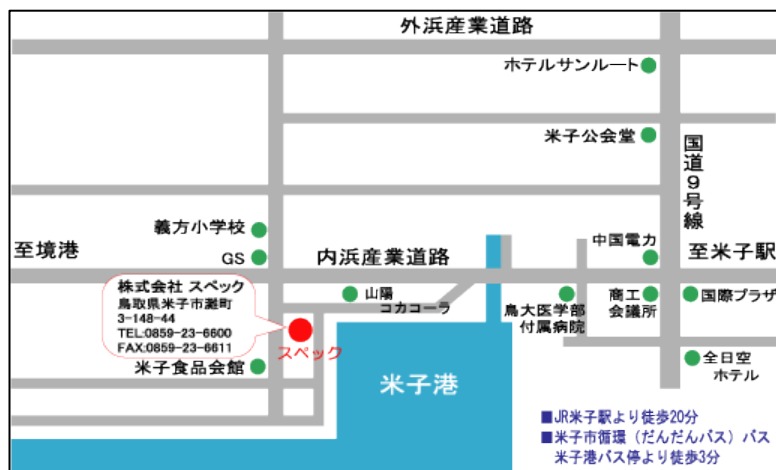 外浜産業道路
ホテルサンルート
米子公会堂
国道9号線
義方小学校
中国電力
至境港
GS
内浜産業道路
至米子駅
株式会社 スペック
鳥取県米子市灘町
3-148-44
TEL:0859-23-6600
FAX:0859-23-6611
山陽
コカコーラ
鳥大医学部
付属病院
商工
会議所
国際プラザ
スペック
米子食品会館
米子港
全日空
ホテル
■JR米子駅より徒歩20分
■米子市循環（だんだんバス）バス
米子港バス停より徒歩3分